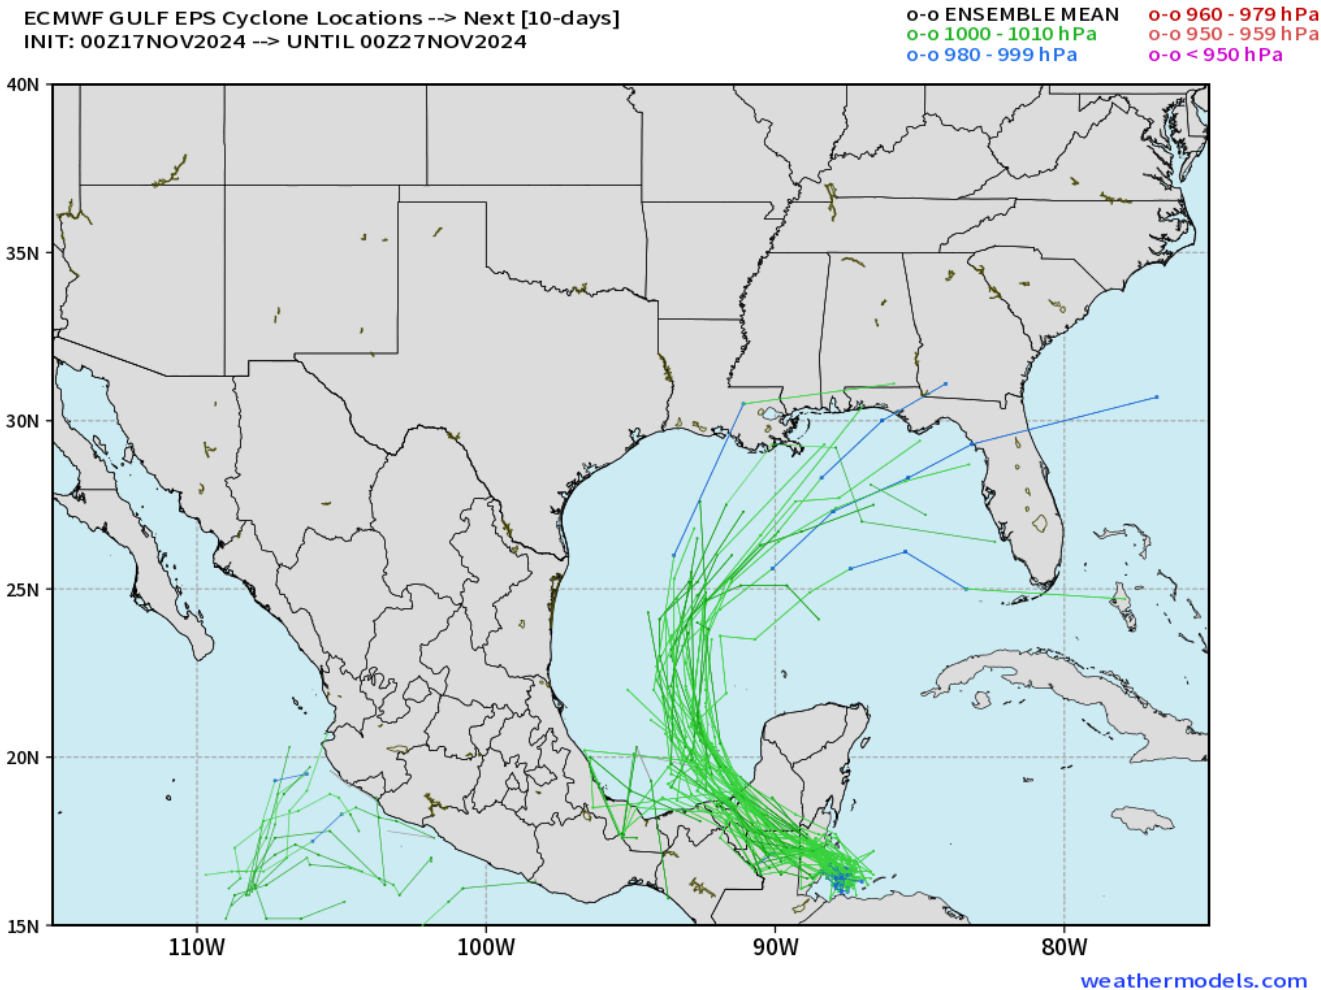 ECMWF GULF EPS Cyclone Locations --> Next [10-days]
INIT: 00Z17NOV2024 --> UNTIL 00Z27NOV2024
o-o ENSEMBLE MEAN
o-o 1000 - 1010 hPa
o-o 980 - 999 hPa
o-o 960 - 979 hPa
o-o 950 - 959 hPa
o-o < 950 hPa
40N
35N
30N
25N
20N
15N
110W 100W 90W 80W
weathermodels.com